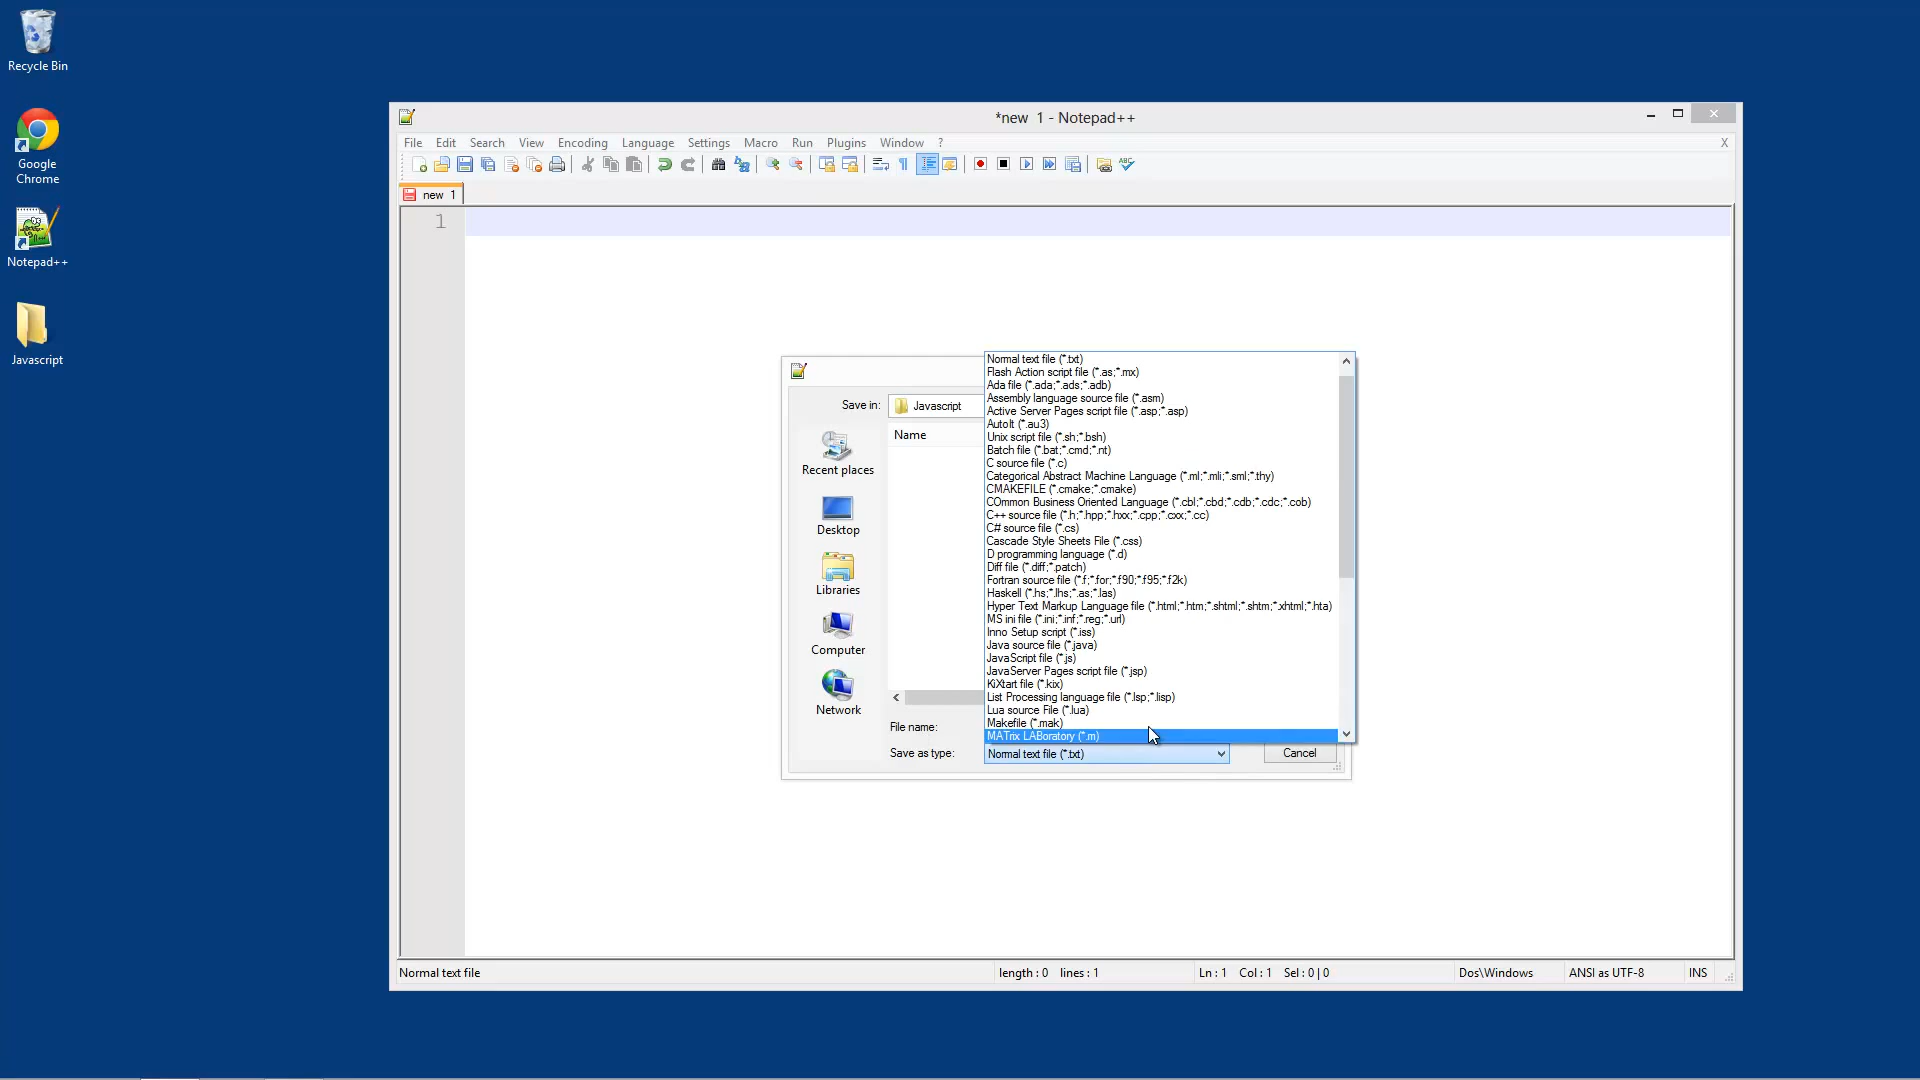 Recycle Bin
Google
Chrome
Notepad++
Javascript
*new 1 - Notepad++
File Edit Search View Encoding Language Settings Macro Run Plugins Window ? X
new 1
1
Save in: Javascript
Name
Recent places
Desktop
Libraries
Computer
Network
Normal text file (*.txt)
Flash Action script file (*.as;*.mx)
Ada file (*.ada;*.ads;*.adb)
Assembly language source file (*.asm)
Active Server Pages script file (*.asp;*.asp)
AutoIt (*.au3)
Unix script file (*.sh;*.bsh)
Batch file (*.bat;*.cmd;*.nt)
C source file (*.c)
Categorical Abstract Machine Language (*.ml;*.mli;*.sml;*.thy)
CMAKEFILE (*.cmake;*.cmake)
COmmon Business Oriented Language (*.cbl;*.cbd;*.cdb;*.cdc;*.cob)
C++ source file (*.h;*.hpp;*.hxx;*.cpp;*.cxx;*.cc)
C# source file (*.cs)
Cascade Style Sheets File (*.css)
D programming language (*.d)
Diff file (*.diff;*.patch)
Fortran source file (*.f;*.for;*.f90;*.f95;*.f2k)
Haskell (*.hs;*.lhs;*.as;*.las)
Hyper Text Markup Language file (*.html;*.htm;*.shtml;*.shtm;*.xhtml;*.hta)
MS ini file (*.ini;*.inf;*.reg;*.url)
Inno Setup script (*.iss)
Java source file (*.java)
JavaScript file (*.js)
JavaServer Pages script file (*.jsp)
KiXtart file (*.kix)
List Processing language file (*.lsp;*.lisp)
Lua source File (*.lua)
Makefile (*.mak)
MATrix LABoratory (*.m)
File name:
Save as type: Normal text file (*.txt) Cancel
Normal text file length : 0 lines : 1 Ln : 1 Col : 1 Sel : 0 | 0 Dos\Windows ANSI as UTF-8 INS